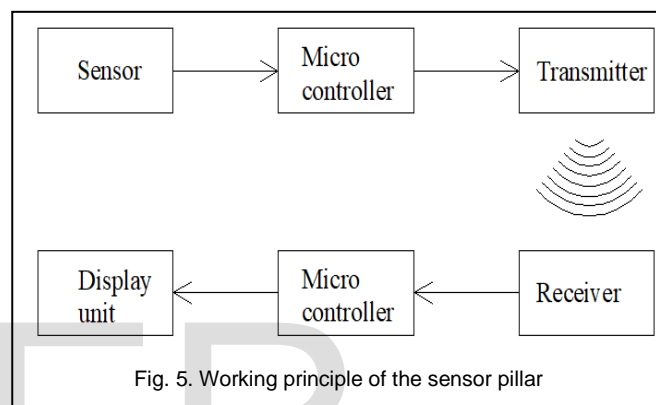 Sensor
Micro
controller
Transmitter
Display
unit
Micro
controller
Receiver
Fig. 5. Working principle of the sensor pillar